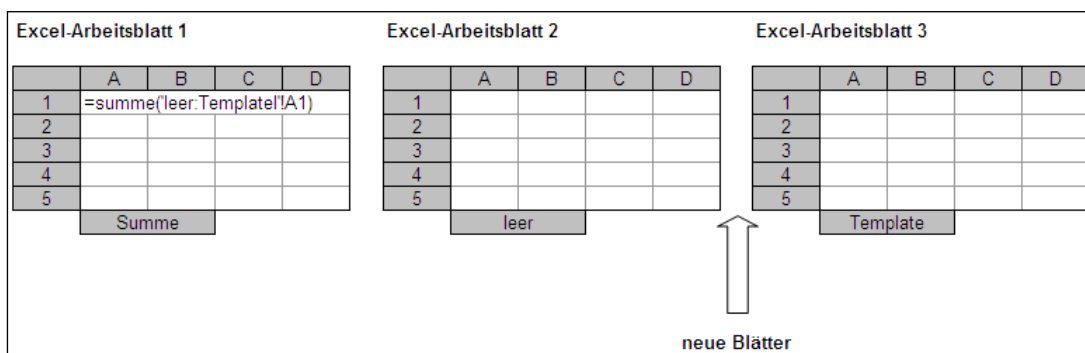 Excel-Arbeitsblatt 1 Excel-Arbeitsblatt 2 Excel-Arbeitsblatt 3
A B C D A B C D A B C D
1 =summe('leer:Templatel'!A1) 1 1
2 2 2
3 3 3
4 4 4
5 5 5
Summe leer Template
neue Blätter